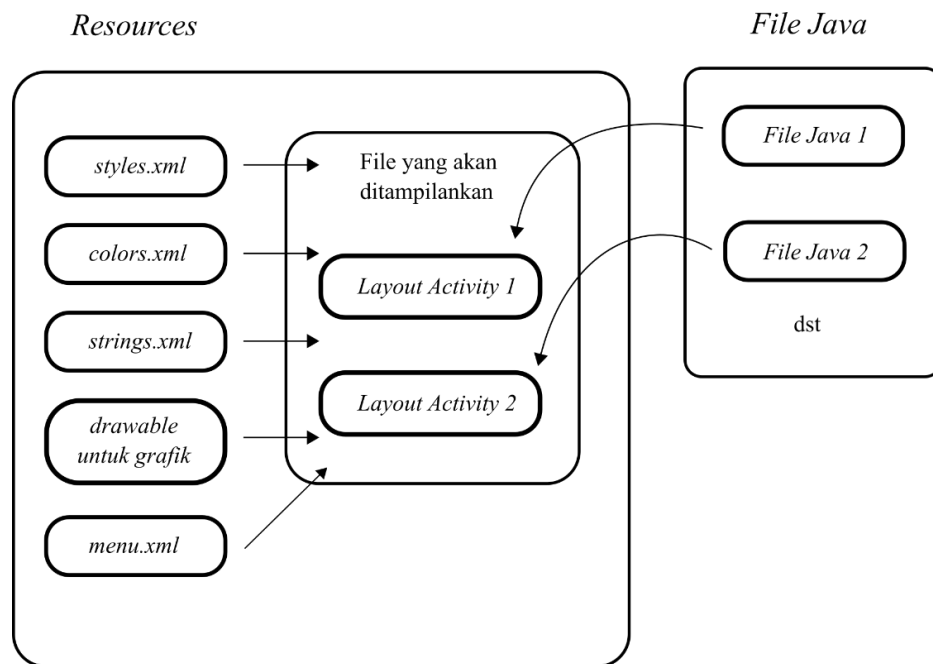 Resources
File Java
styles.xml
colors.xml
strings.xml
drawable
untuk grafik
menu.xml
File yang akan
ditampilankan
Layout Activity 1
Layout Activity 2
File Java 1
File Java 2
dst